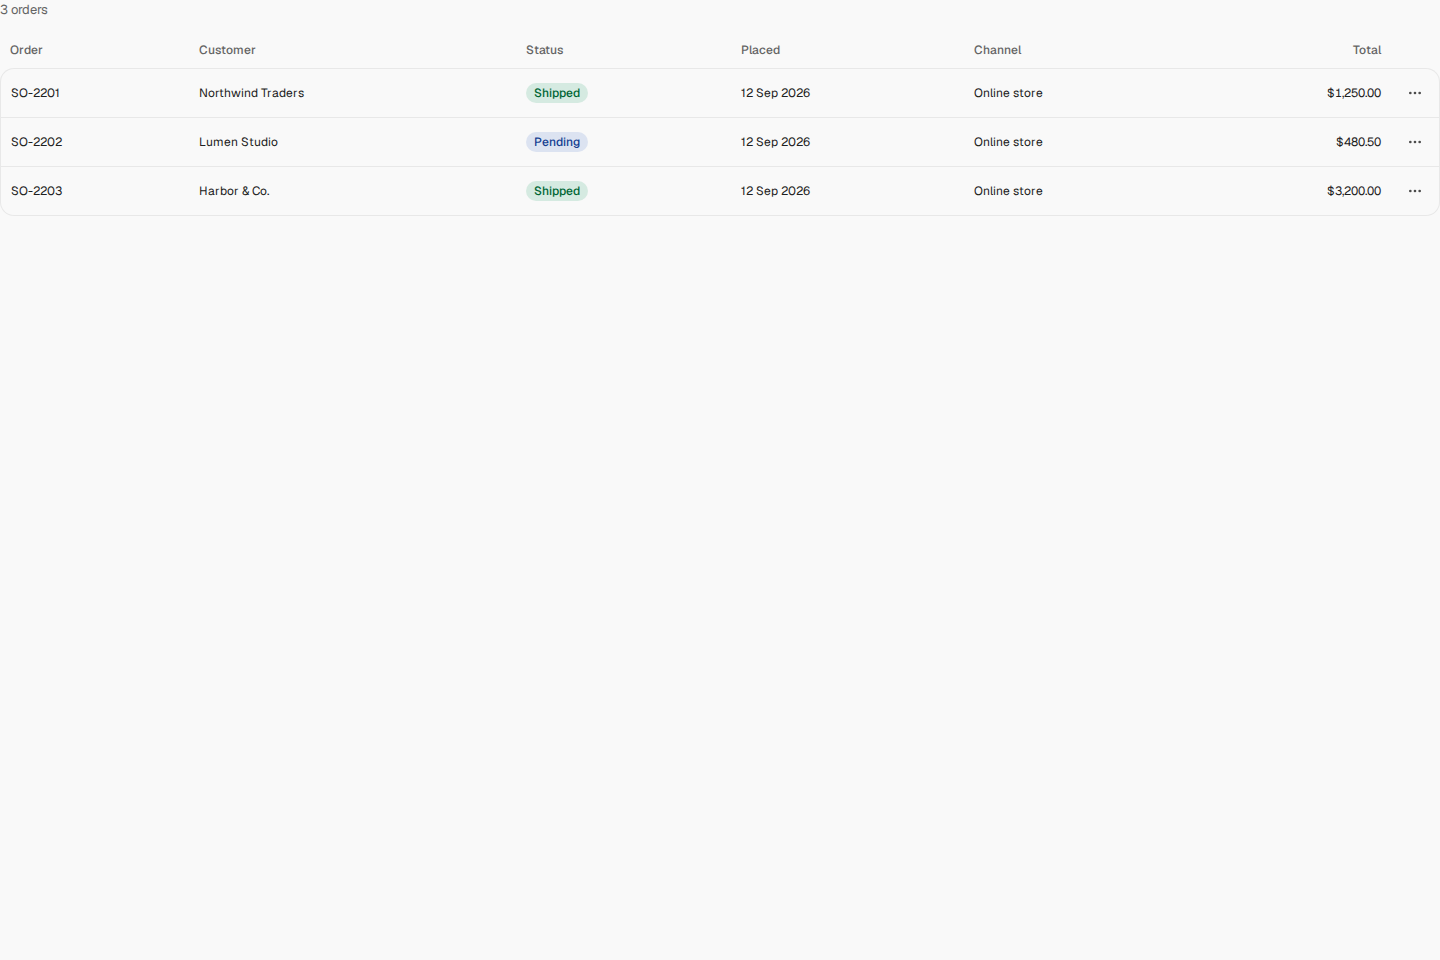 3 orders
Order Customer Status Placed Channel Total
SO-2201 Northwind Traders Shipped 12 Sep 2026 Online store $1,250.00
SO-2202 Lumen Studio Pending 12 Sep 2026 Online store $480.50
SO-2203 Harbor & Co. Shipped 12 Sep 2026 Online store $3,200.00